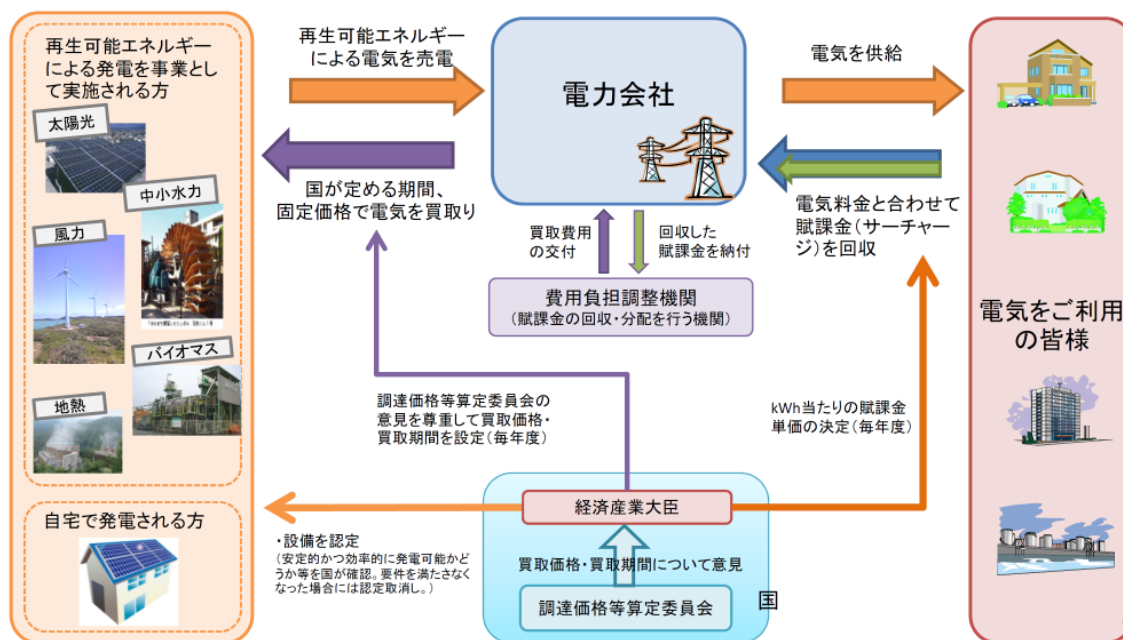 再生可能エネルギー
による発電を事業とし
て実施される方
太陽光
中小水力
風力
バイオマス
地熱
自宅で発電される方
再生可能エネルギー
による電気を売電
国が定める期間、
固定価格で電気を買取り
電力会社
買取費用
の交付
回収した
賦課金を納付
費用負担調整機関
(賦課金の回収・分配を行う機関)
電気を供給
電気料金と合わせて
賦課金(サーチャー
ジ)を回収
電気をご利用
の皆様
調達価格等算定委員会の
意見を尊重して買取価格・
買取期間を設定(毎年度)
kWh当たりの賦課金
単価の決定(毎年度)
経済産業大臣
買取価格・買取期間について意見
調達価格等算定委員会
国
・設備を認定
(安定的かつ効率的に発電可能かど
うか等を国が確認。要件を満たさなく
なった場合には認定取消し。)